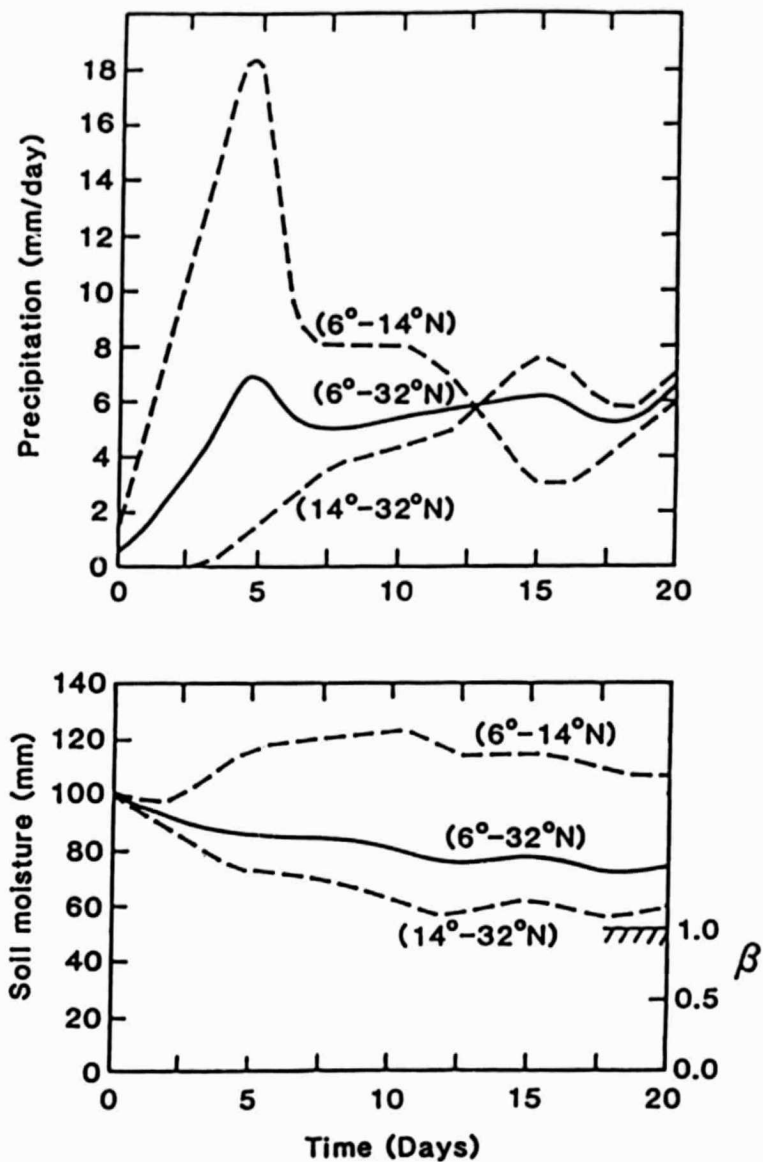 Precipitation (mm/day)
18
16
14
12
10
8
6
4
2
0
(6°–14°N)
(6°–32°N)
(14°–32°N)
0 5 10 15 20
Soil moisture (mm)
140
120
100
80
60
40
20
0
(6°–14°N)
(6°–32°N)
(14°–32°N)
1.0
0.5
0.0
β
0 5 10 15 20
Time (Days)